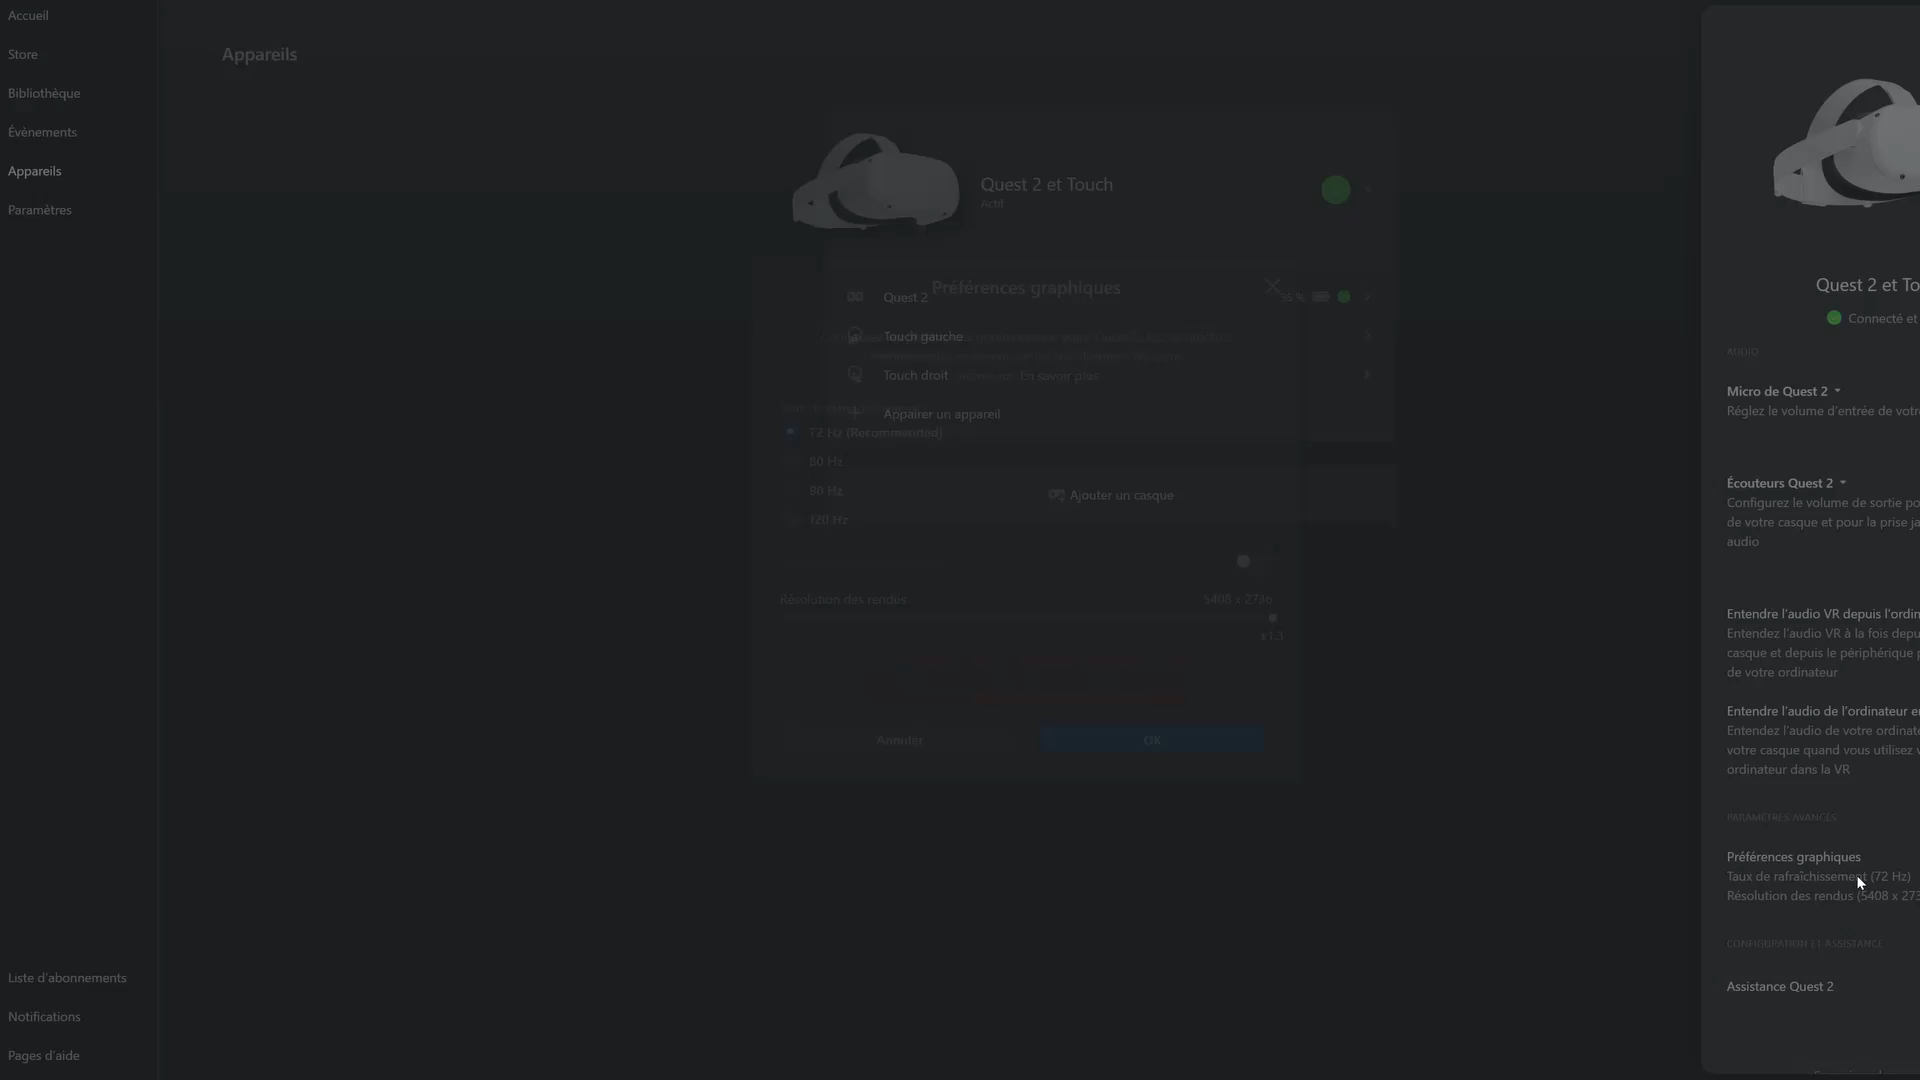 Accueil
Store
Bibliothèque
Évènements
Appareils
Paramètres
Liste d'abonnements
Notifications
Pages d'aide
Appareils
Quest 2 et Touch
Actif
Préférences graphiques
Quest 2
Touch gauche
Touch droit
En savoir plus
Appairer un appareil
72 Hz (Recommended)
80 Hz
90 Hz
120 Hz
Ajouter un casque
Résolution des rendus
5408 x 2736
x1.3
Annuler
OK
Quest 2 et To
Connecté et
AUDIO
Micro de Quest 2
Réglez le volume d'entrée de votre
Écouteurs Quest 2
Configurez le volume de sortie po
de votre casque et pour la prise ja
audio
Entendre l'audio VR depuis l'ordin
Entendez l'audio VR à la fois depu
casque et depuis le périphérique p
de votre ordinateur
Entendre l'audio de l'ordinateur e
Entendez l'audio de votre ordinate
votre casque quand vous utilisez v
ordinateur dans la VR
PARAMÈTRES AVANCÉS
Préférences graphiques
Taux de rafraîchissement (72 Hz)
Résolution des rendus (5408 x 273
CONFIGURATION ET ASSISTANCE
Assistance Quest 2